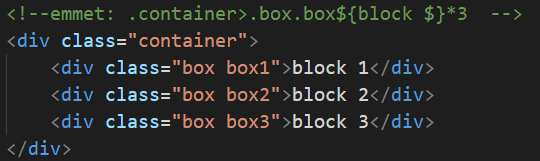 <!--emmet: .container>.box.box${block $}*3  -->
<div class="container">
    <div class="box box1">block 1</div>
    <div class="box box2">block 2</div>
    <div class="box box3">block 3</div>
</div>